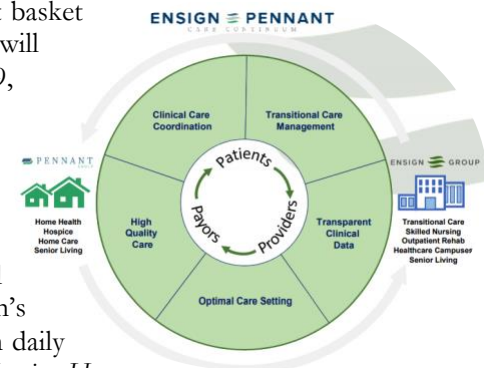 basket
will
ENSIGN PENNANT
CARE CONTINUUM
Clinical Care
Coordination
Transitional Care
Management
Patients
Providers
Payors
High
Quality
Care
Transparent
Clinical
Data
Optimal Care Setting
PENNANT
Home Health
Hospice
Home Care
Senior Living
ENSIGN GROUP
Transitional Care
Skilled Nursing
Outpatient Rehab
Healthcare Campuser
Senior Living
n's
daily